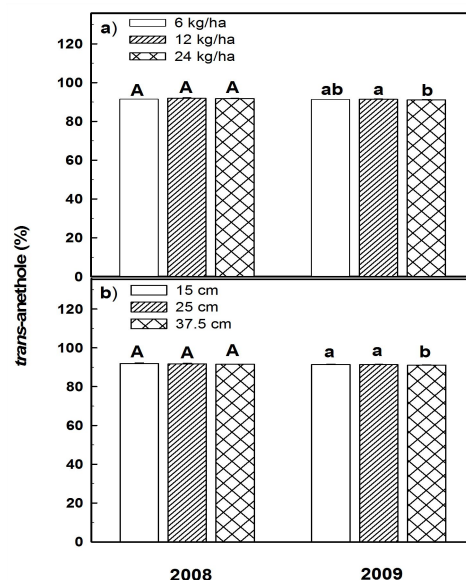 a)
6 kg/ha
12 kg/ha
24 kg/ha
120
100
80
60
40
20
0
A A A ab a b
b)
15 cm
25 cm
37.5 cm
120
100
80
60
40
20
0
A A A a a b
trans-anethole (%)
2008 2009